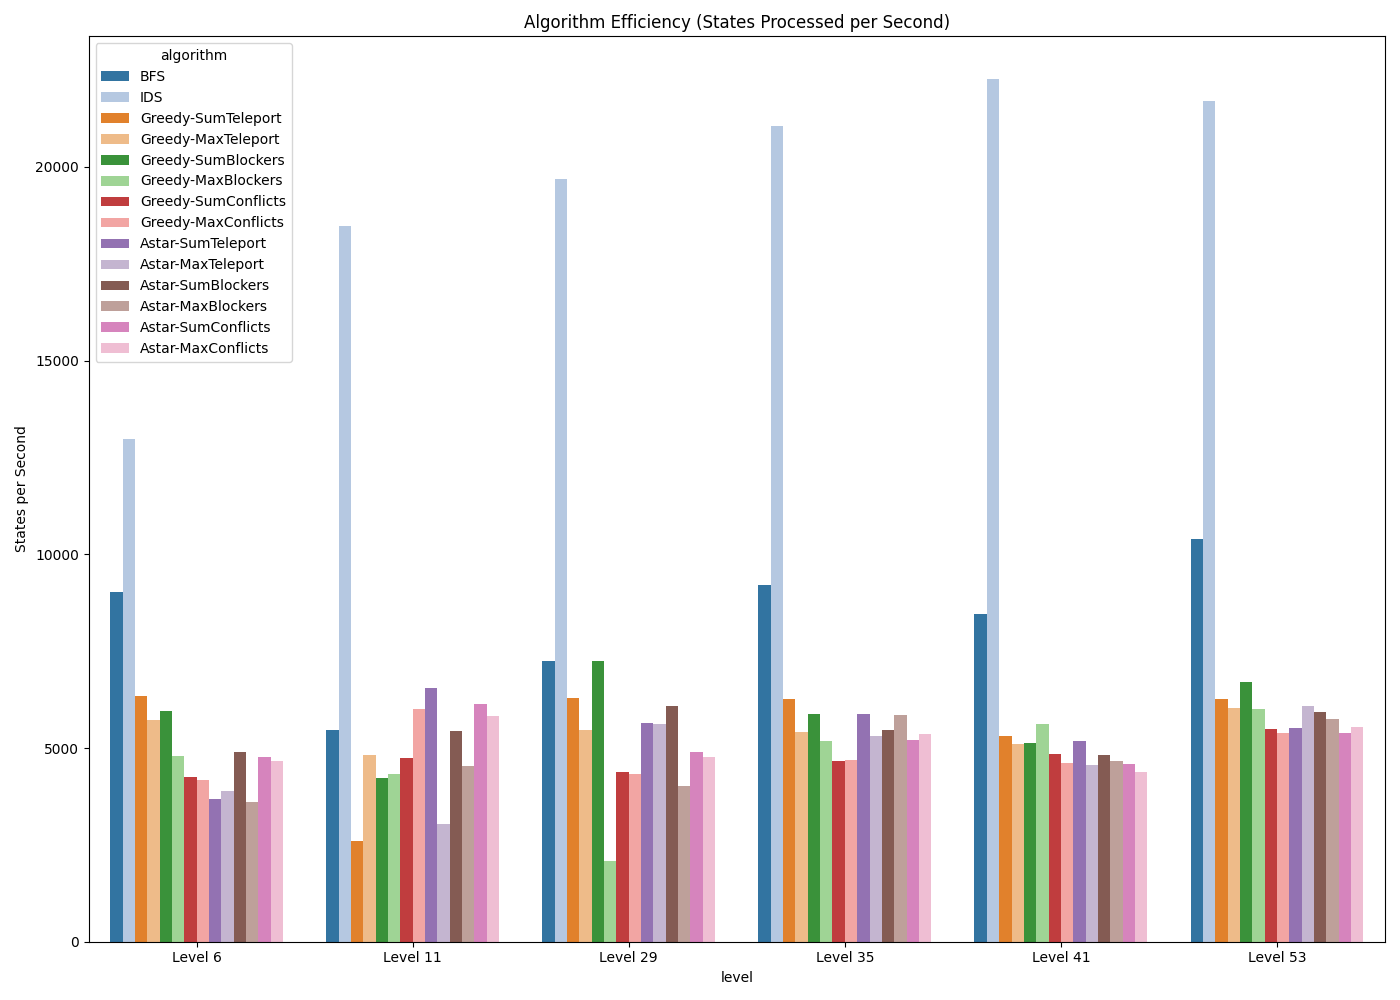 Algorithm Efficiency (States Processed per Second)
algorithm
BFS
IDS
Greedy-SumTeleport
Greedy-MaxTeleport
Greedy-SumBlockers
Greedy-MaxBlockers
Greedy-SumConflicts
Greedy-MaxConflicts
Astar-SumTeleport
Astar-MaxTeleport
Astar-SumBlockers
Astar-MaxBlockers
Astar-SumConflicts
Astar-MaxConflicts
States per Second
20000
15000
10000
5000
0
Level 6 Level 11 Level 29 Level 35 Level 41 Level 53
level